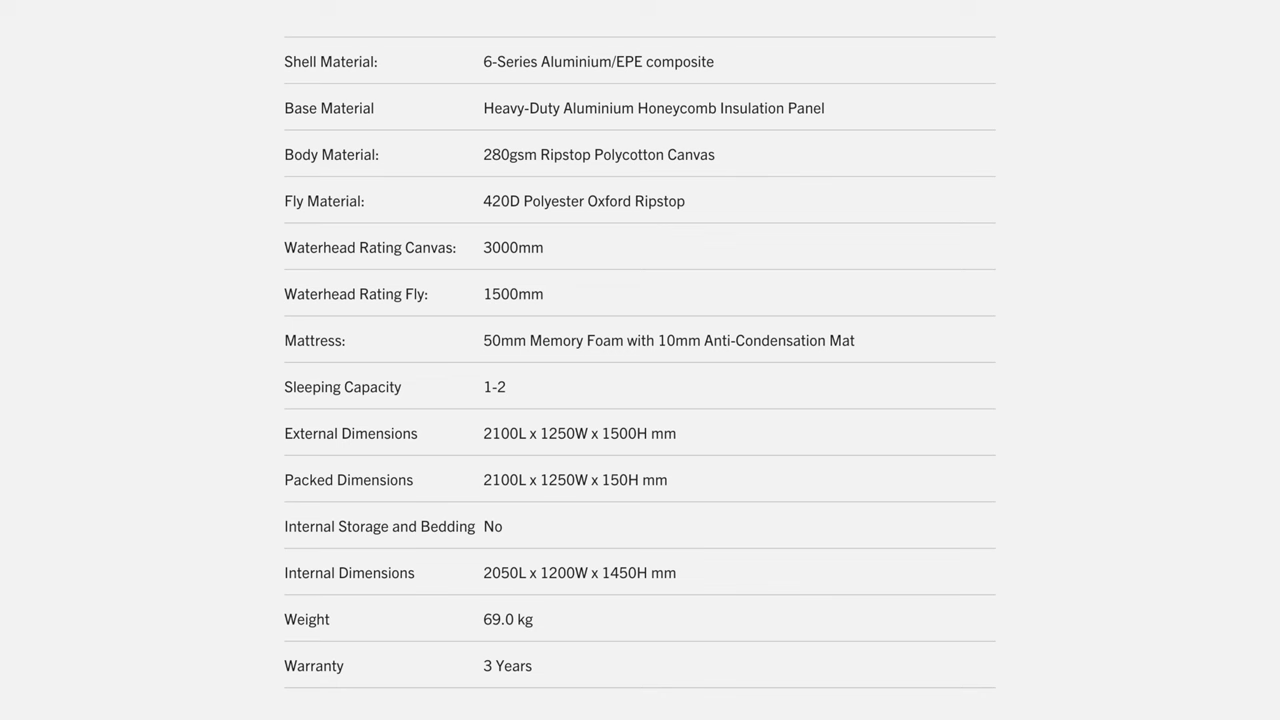 Shell Material: 6-Series Aluminium/EPE composite
Base Material Heavy-Duty Aluminium Honeycomb Insulation Panel
Body Material: 280gsm Ripstop Polycotton Canvas
Fly Material: 420D Polyester Oxford Ripstop
Waterhead Rating Canvas: 3000mm
Waterhead Rating Fly: 1500mm
Mattress: 50mm Memory Foam with 10mm Anti-Condensation Mat
Sleeping Capacity 1-2
External Dimensions 2100L x 1250W x 1500H mm
Packed Dimensions 2100L x 1250W x 150H mm
Internal Storage and Bedding No
Internal Dimensions 2050L x 1200W x 1450H mm
Weight 69.0 kg
Warranty 3 Years